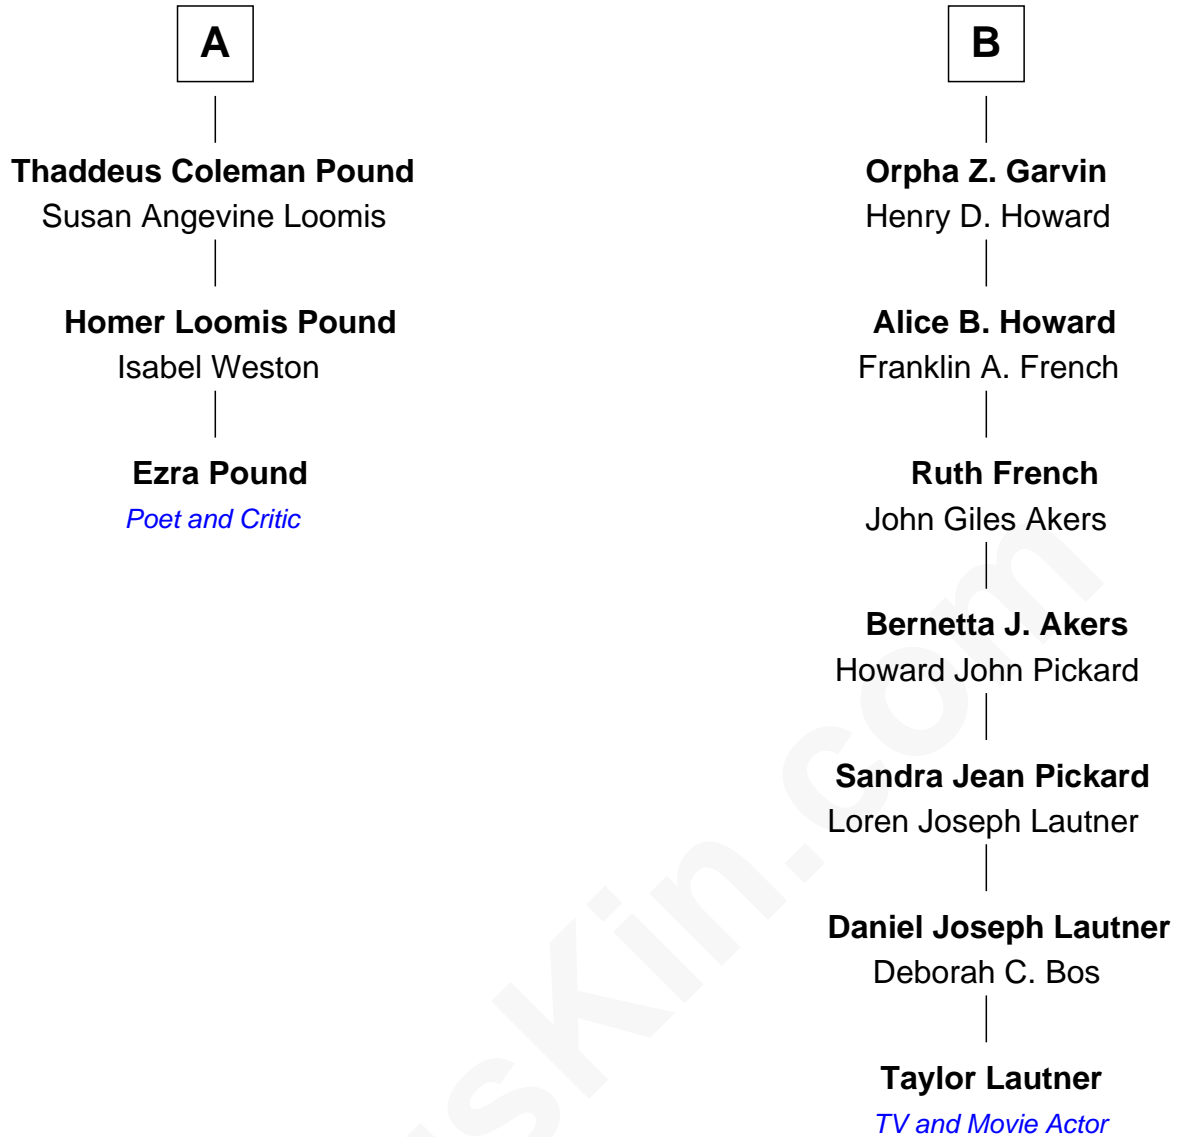 A
Thaddeus Coleman Pound
Susan Angevine Loomis
Homer Loomis Pound
Isabel Weston
Ezra Pound
Poet and Critic
B
Orpha Z. Garvin
Henry D. Howard
Alice B. Howard
Franklin A. French
Ruth French
John Giles Akers
Bernetta J. Akers
Howard John Pickard
Sandra Jean Pickard
Loren Joseph Lautner
Daniel Joseph Lautner
Deborah C. Bos
Taylor Lautner
TV and Movie Actor
sKin.com